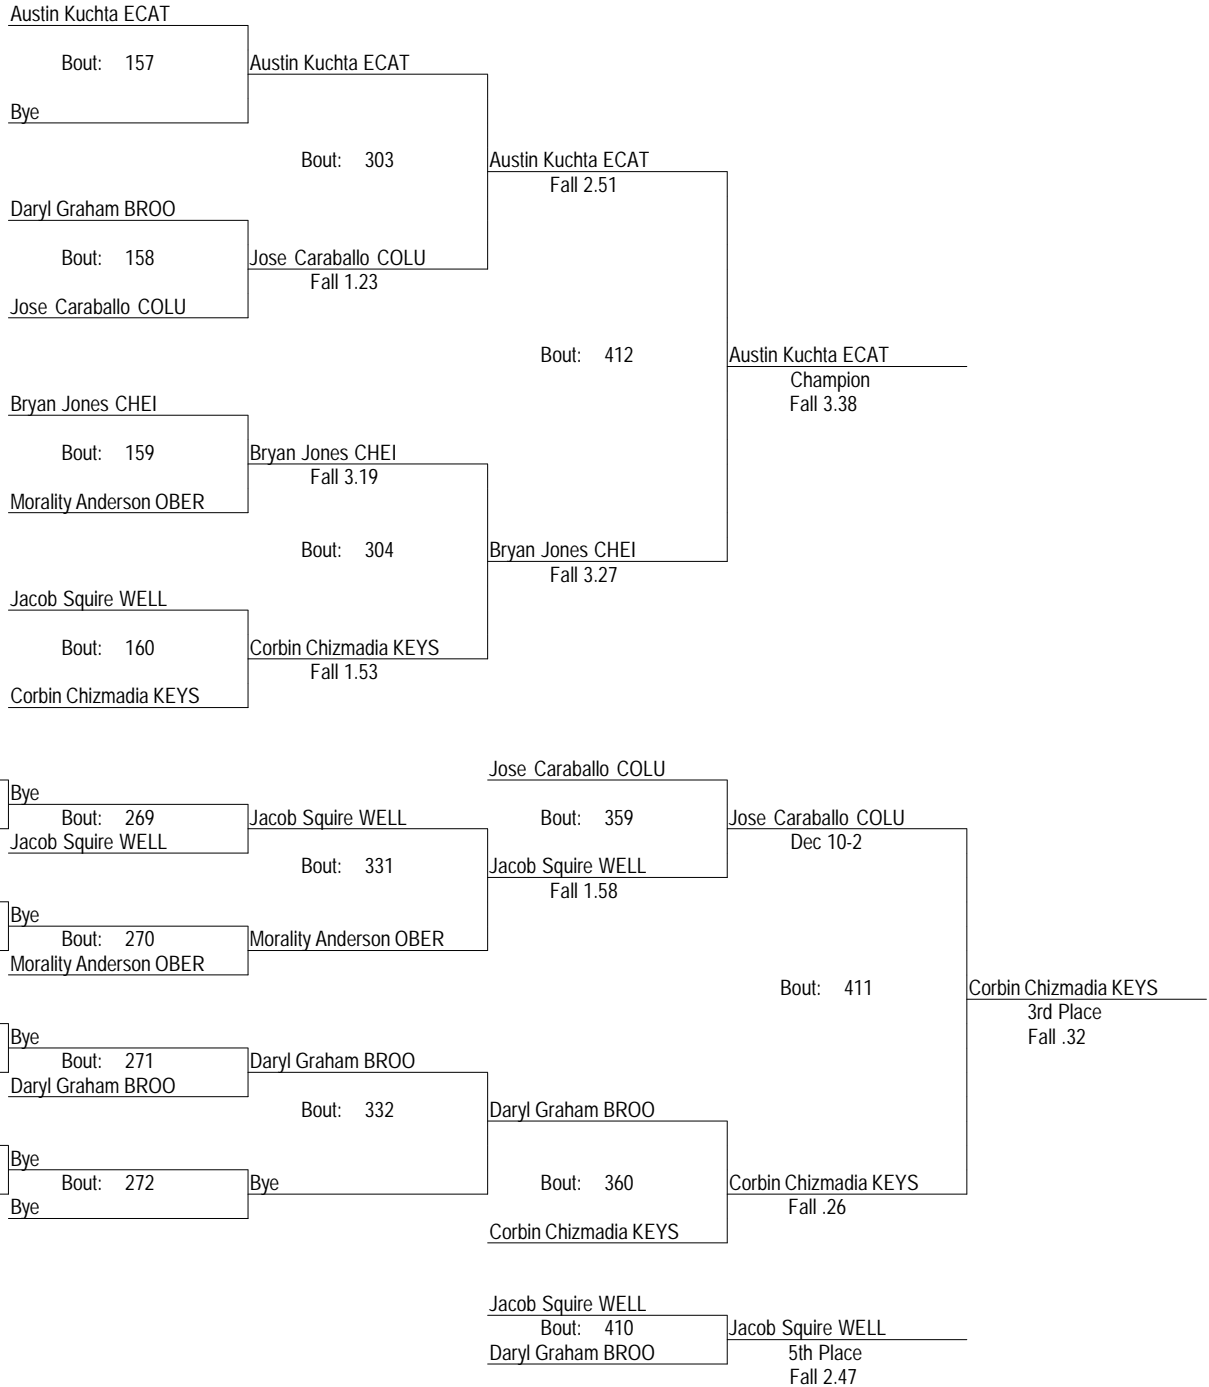 Austin Kuchta ECAT
Bout: 157
Austin Kuchta ECAT
Bye
Bout: 303
Austin Kuchta ECAT
Fall 2.51
Daryl Graham BROO
Bout: 158
Jose Caraballo COLU
Fall 1.23
Jose Caraballo COLU
Bout: 412
Austin Kuchta ECAT
Champion
Fall 3.38
Bryan Jones CHEI
Bout: 159
Bryan Jones CHEI
Fall 3.19
Morality Anderson OBER
Bout: 304
Bryan Jones CHEI
Fall 3.27
Jacob Squire WELL
Bout: 160
Corbin Chizmadia KEYS
Fall 1.53
Corbin Chizmadia KEYS
Jose Caraballo COLU
Bye
Bout: 269
Jacob Squire WELL
Bout: 359
Jose Caraballo COLU
Dec 10-2
Jacob Squire WELL
Bout: 331
Jacob Squire WELL
Fall 1.58
Bye
Bout: 270
Morality Anderson OBER
Morality Anderson OBER
Bout: 411
Corbin Chizmadia KEYS
3rd Place
Fall .32
Bye
Bout: 271
Daryl Graham BROO
Daryl Graham BROO
Bout: 332
Daryl Graham BROO
Bye
Bout: 272
Bye
Bout: 360
Corbin Chizmadia KEYS
Fall .26
Bye
Corbin Chizmadia KEYS
Jacob Squire WELL
Bout: 410
Jacob Squire WELL
Daryl Graham BROO
5th Place
Fall 2.47